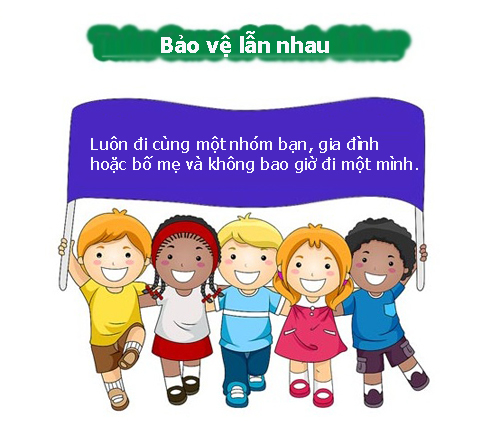 Bảo vệ lẫn nhau
Luôn đi cùng một nhóm bạn, gia đình
hoặc bố mẹ và không bao giờ đi một mình.